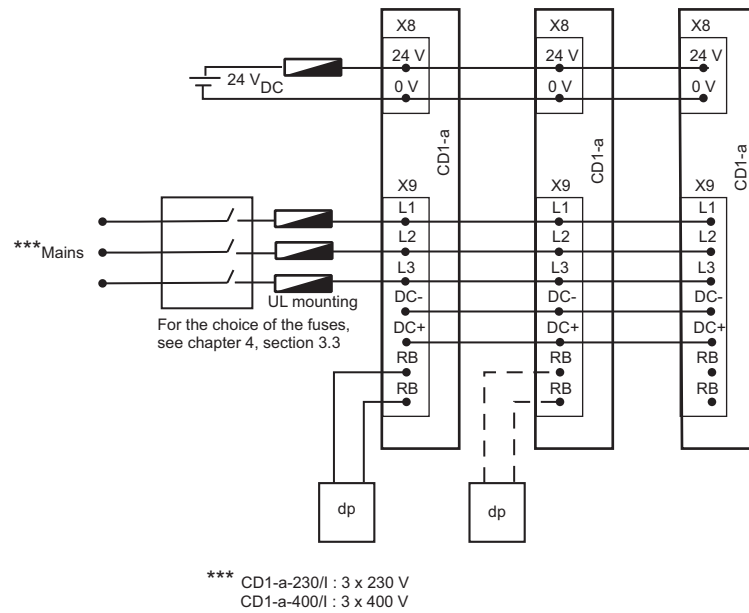 X8 X8 X8
24 V 24 V 24 V
24 VDC
0 V 0 V 0 V
CD1-a CD1-a CD1-a
X9 X9 X9
L1 L1 L1
L2 L2 L2
***Mains
L3 L3 L3
UL mounting
DC- DC- DC-
For the choice of the fuses,
see chapter 4, section 3.3
DC+ DC+ DC+
RB RB RB
RB RB RB
dp dp
*** CD1-a-230/I : 3 x 230 V
CD1-a-400/I : 3 x 400 V